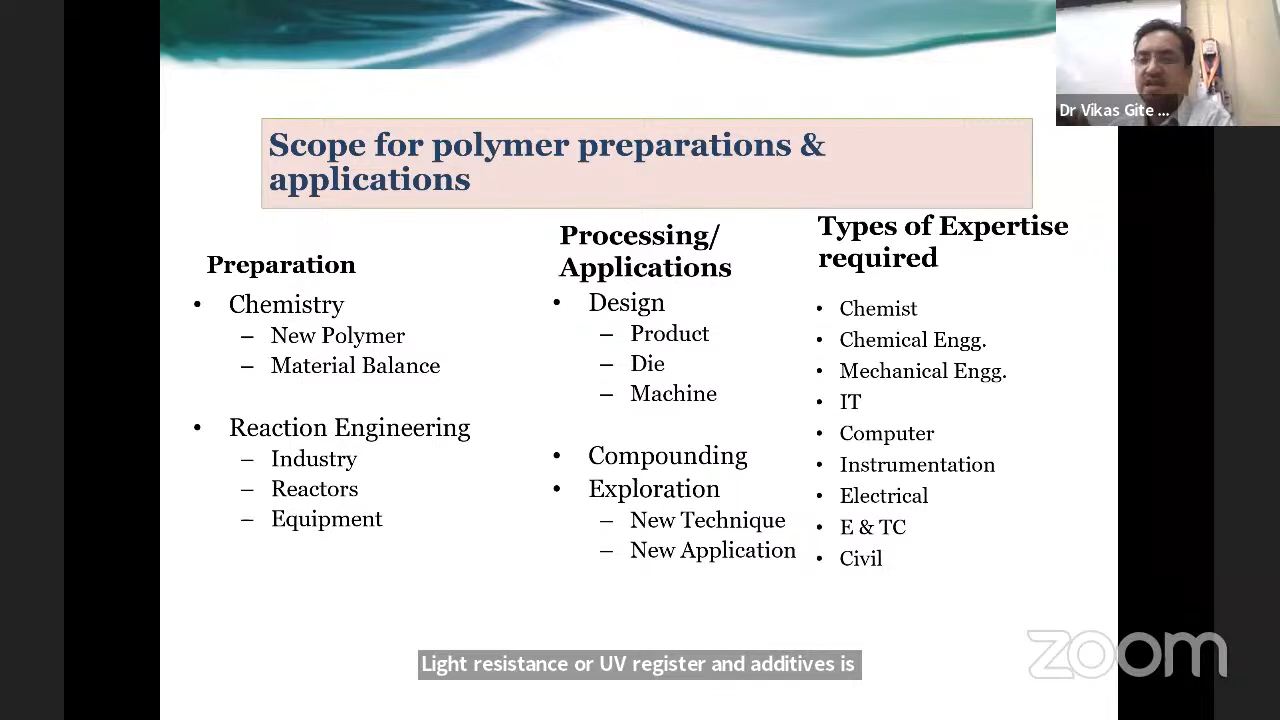 Dr Vikas Gite ...
Scope for polymer preparations &
applications
Preparation
• Chemistry
– New Polymer
– Material Balance
• Reaction Engineering
– Industry
– Reactors
– Equipment
Processing/
Applications
• Design
– Product
– Die
– Machine
• Compounding
• Exploration
– New Technique
– New Application
Types of Expertise
required
• Chemist
• Chemical Engg.
• Mechanical Engg.
• IT
• Computer
• Instrumentation
• Electrical
• E & TC
• Civil
Light resistance or UV register and additives is
zoom